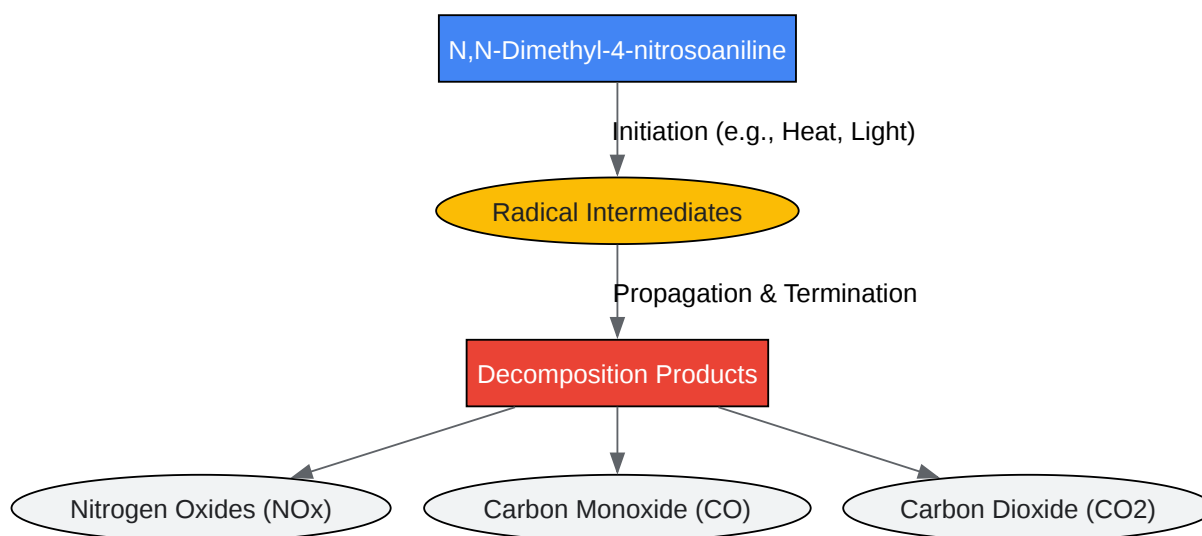 N,N-Dimethyl-4-nitrosoaniline
Initiation (e.g., Heat, Light)
Radical Intermediates
Propagation & Termination
Decomposition Products
Nitrogen Oxides (NOx)
Carbon Monoxide (CO)
Carbon Dioxide (CO2)